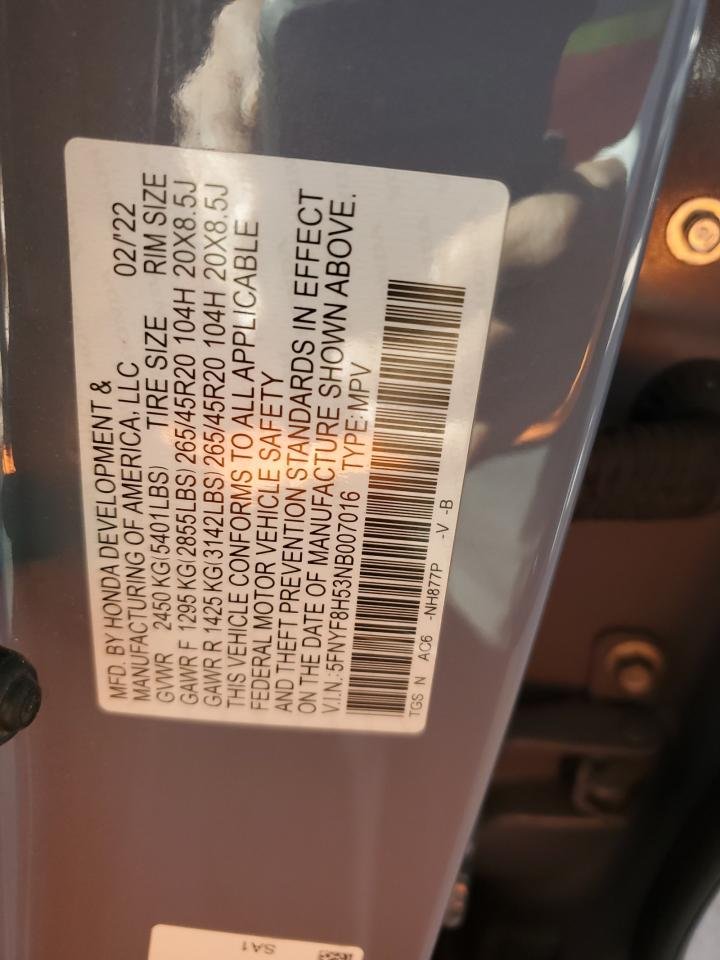 MFD. BY HONDA DEVELOPMENT &
MANUFACTURING OF AMERICA, LLC 02/'22
GVWR 2450 KG(5401LBS) TIRE SIZE RIM SIZE
GAWR F 1295 KG(2855LBS) 265/45R20 104H 20X8.5J
GAWR R 1425 KG(3142LBS) 265/45R20 104H 20X8.5J
THIS VEHICLE CONFORMS TO ALL APPLICABLE
FEDERAL MOTOR VEHICLE SAFETY
AND THEFT PREVENTION STANDARDS IN EFFECT
ON THE DATE OF MANUFACTURE SHOWN ABOVE.
V.I.N.:5FNYF8H53NB007016 TYPE:MPV
TGS N AC6 -NH877P -V -B
SA1